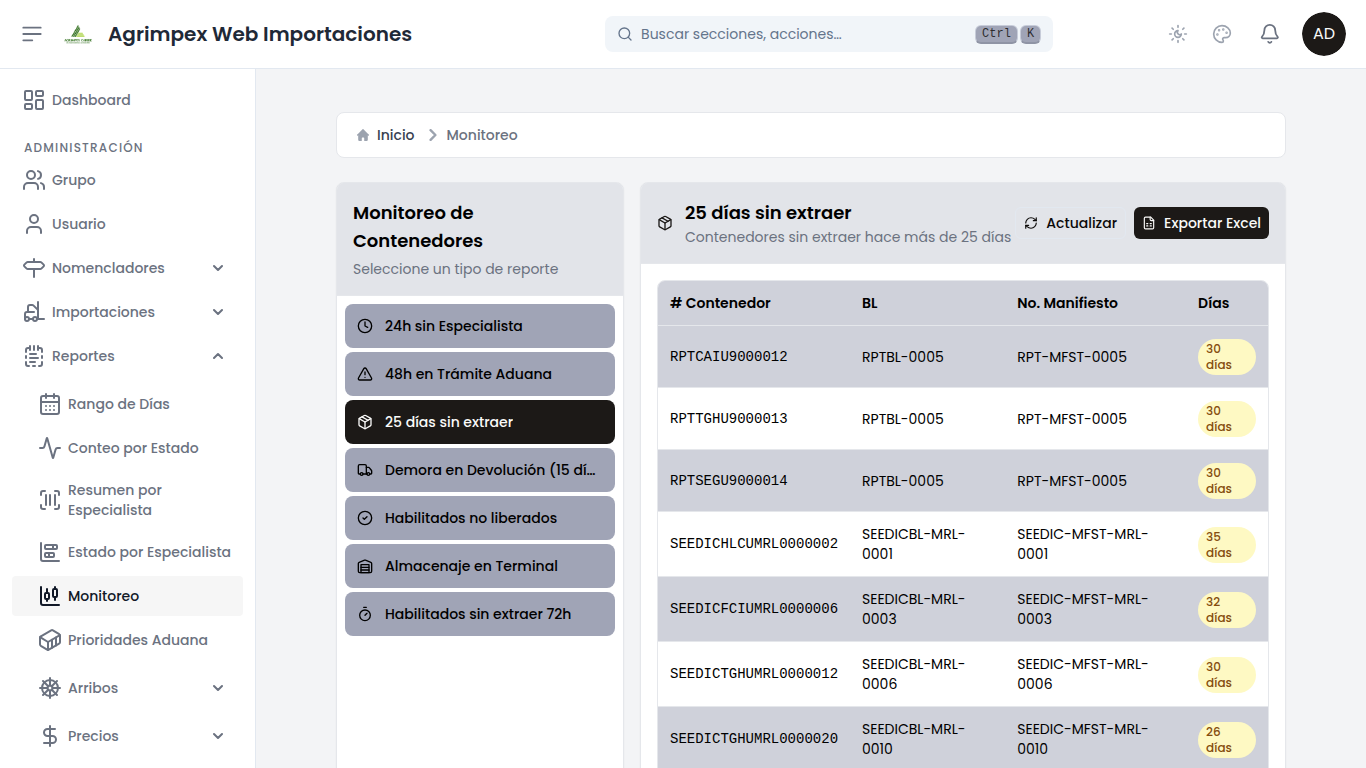 Agrimpex Web Importaciones
Buscar secciones, acciones...
Ctrl K
AD
Dashboard
ADMINISTRACIÓN
Grupo
Usuario
Nomencladores
Importaciones
Reportes
Rango de Días
Conteo por Estado
Resumen por
Especialista
Estado por Especialista
Monitoreo
Prioridades Aduana
Arribos
Precios
Inicio
Monitoreo
Monitoreo de
Contenedores
Seleccione un tipo de reporte
24h sin Especialista
48h en Trámite Aduana
25 días sin extraer
Demora en Devolución (15 dí...
Habilitados no liberados
Almacenaje en Terminal
Habilitados sin extraer 72h
25 días sin extraer
Contenedores sin extraer hace más de 25 días
Actualizar
Exportar Excel
# Contenedor BL No. Manifiesto Días
RPTCAIU9000012 RPTBL-0005 RPT-MFST-0005 30
días
RPTTGHU9000013 RPTBL-0005 RPT-MFST-0005 30
días
RPTSEGU9000014 RPTBL-0005 RPT-MFST-0005 30
días
SEEDICHLCUMRL0000002 SEEDICBL-MRL- SEEDIC-MFST-MRL- 35
0001 0001 días
SEEDICFCIUMRL0000006 SEEDICBL-MRL- SEEDIC-MFST-MRL- 32
0003 0003 días
SEEDICTGHUMRL0000012 SEEDICBL-MRL- SEEDIC-MFST-MRL- 30
0006 0006 días
SEEDICTGHUMRL0000020 SEEDICBL-MRL- SEEDIC-MFST-MRL- 26
0010 0010 días